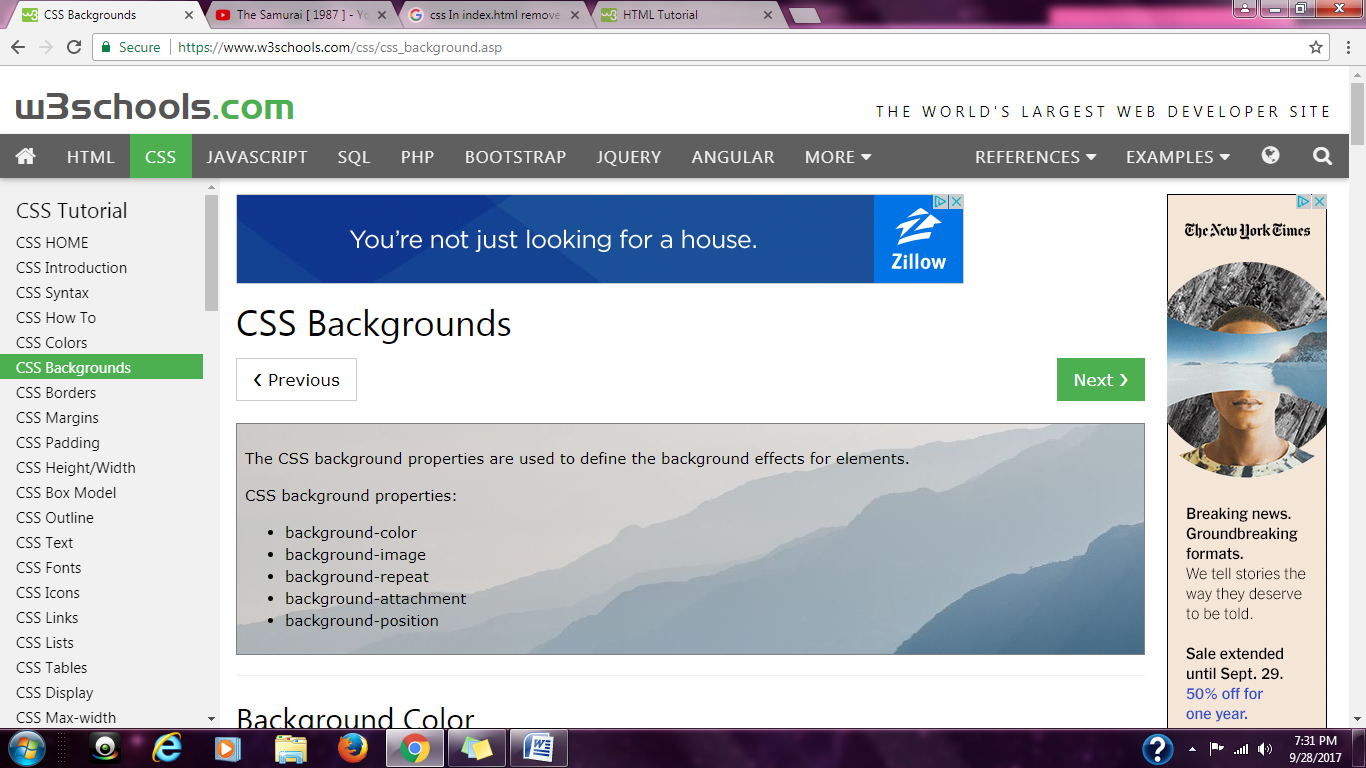 CSS Backgrounds
The Samurai [ 1987 ] - Yo
css In index.html remove
HTML Tutorial
Secure
https://www.w3schools.com/css/css_background.asp
w3schools.com
THE WORLD'S LARGEST WEB DEVELOPER SITE
HTML CSS JAVASCRIPT SQL PHP BOOTSTRAP JQUERY ANGULAR MORE REFERENCES EXAMPLES
CSS Tutorial
CSS HOME
CSS Introduction
CSS Syntax
CSS How To
CSS Colors
CSS Backgrounds
CSS Borders
CSS Margins
CSS Padding
CSS Height/Width
CSS Box Model
CSS Outline
CSS Text
CSS Fonts
CSS Icons
CSS Links
CSS Lists
CSS Tables
CSS Display
CSS Max-width
You're not just looking for a house.
Zillow
CSS Backgrounds
❮ Previous
Next ❯
The CSS background properties are used to define the background effects for elements.
CSS background properties:
• background-color
• background-image
• background-repeat
• background-attachment
• background-position
Background Color
The New York Times
Breaking news.
Groundbreaking
formats.
We tell stories the
way they deserve
to be told.
Sale extended
until Sept. 29.
50% off for
one year.
7:31 PM
9/28/2017